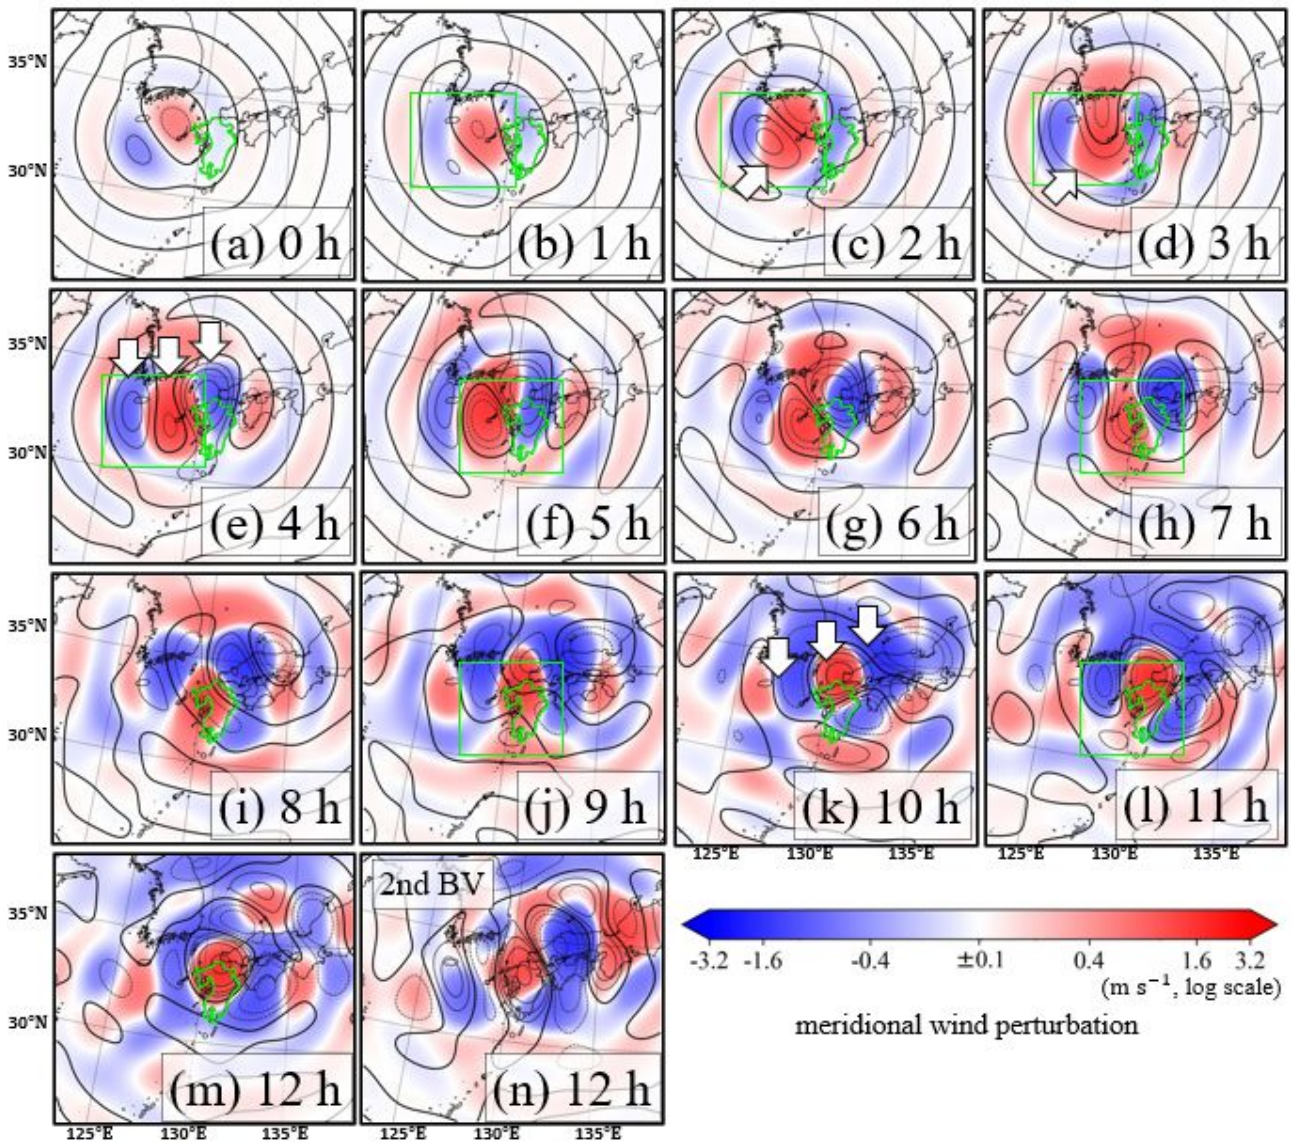 35°N
30°N
(a) 0 h
(b) 1 h
(c) 2 h
(d) 3 h
35°N
30°N
(e) 4 h
(f) 5 h
(g) 6 h
(h) 7 h
35°N
30°N
(i) 8 h
(j) 9 h
(k) 10 h
(l) 11 h
125°E 130°E 135°E
125°E 130°E 135°E
2nd BV
35°N
30°N
(m) 12 h
(n) 12 h
125°E 130°E 135°E
125°E 130°E 135°E
-3.2 -1.6 -0.4 ±0.1 0.4 1.6 3.2
(m s⁻¹, log scale)
meridional wind perturbation